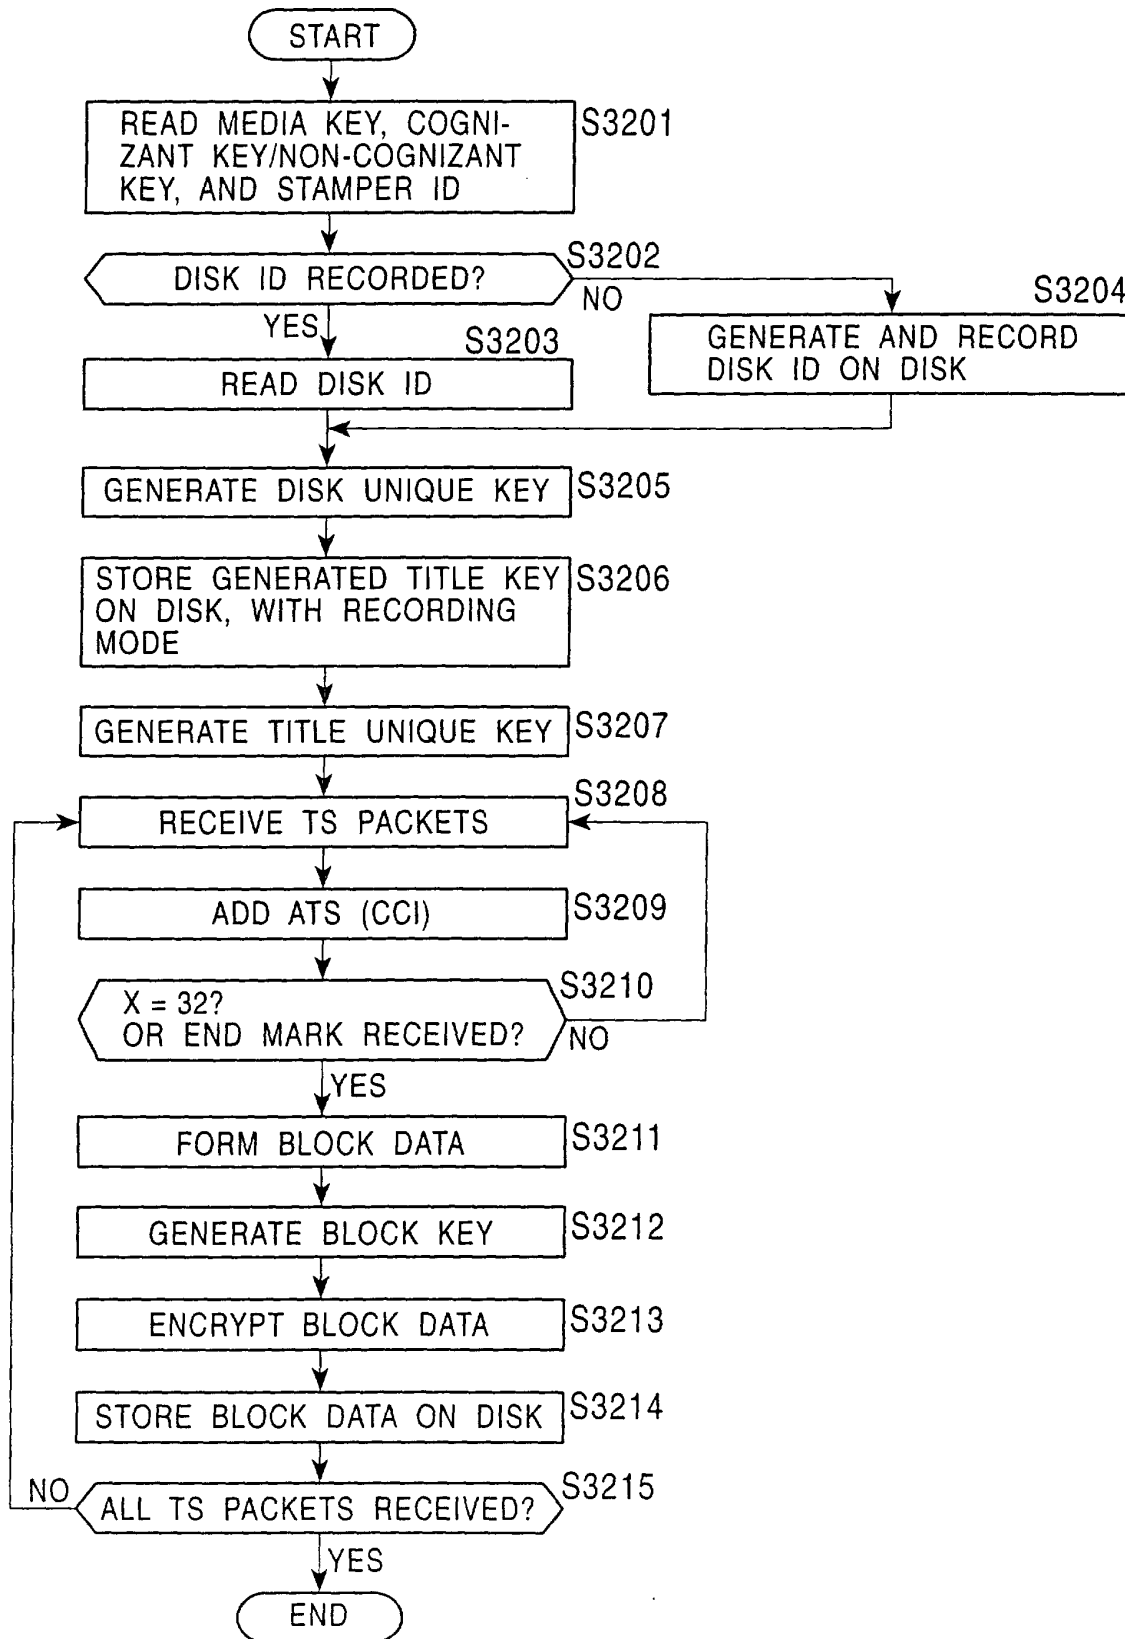 START
READ MEDIA KEY, COGNI-
ZANT KEY/NON-COGNIZANT
KEY, AND STAMPER ID
S3201
DISK ID RECORDED?
S3202
NO
YES
S3203
READ DISK ID
S3204
GENERATE AND RECORD
DISK ID ON DISK
GENERATE DISK UNIQUE KEY
S3205
STORE GENERATED TITLE KEY
ON DISK, WITH RECORDING
MODE
S3206
GENERATE TITLE UNIQUE KEY
S3207
S3208
RECEIVE TS PACKETS
ADD ATS (CCI)
S3209
X = 32?
OR END MARK RECEIVED?
S3210
NO
YES
FORM BLOCK DATA
S3211
GENERATE BLOCK KEY
S3212
ENCRYPT BLOCK DATA
S3213
STORE BLOCK DATA ON DISK
S3214
NO
ALL TS PACKETS RECEIVED?
S3215
YES
END